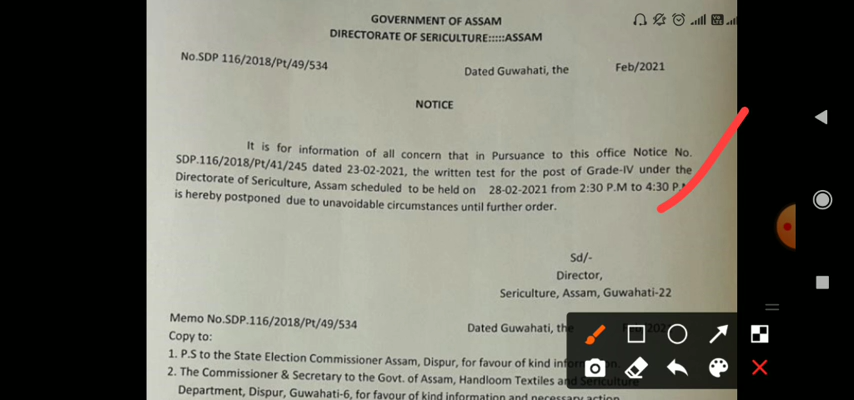 GOVERNMENT OF ASSAM
DIRECTORATE OF SERICULTURE:::::ASSAM
No.SDP 116/2018/Pt/49/534
Dated Guwahati, the Feb/2021
NOTICE
It is for information of all concern that in Pursuance to this office Notice No.
SDP.116/2018/Pt/41/245 dated 23-02-2021, the written test for the post of Grade-IV under the
Directorate of Sericulture, Assam scheduled to be held on 28-02-2021 from 2:30 P.M to 4:30 P.M
is hereby postponed due to unavoidable circumstances until further order.
Sd/-
Director,
Sericulture, Assam, Guwahati-22
Memo No.SDP.116/2018/Pt/49/534
Dated Guwahati, the Feb/2021
Copy to:
1. P.S to the State Election Commissioner Assam, Dispur, for favour of kind information.
2. The Commissioner & Secretary to the Govt. of Assam, Handloom Textiles and Sericulture
Department, Dispur, Guwahati-6, for favour of kind information and necessary action